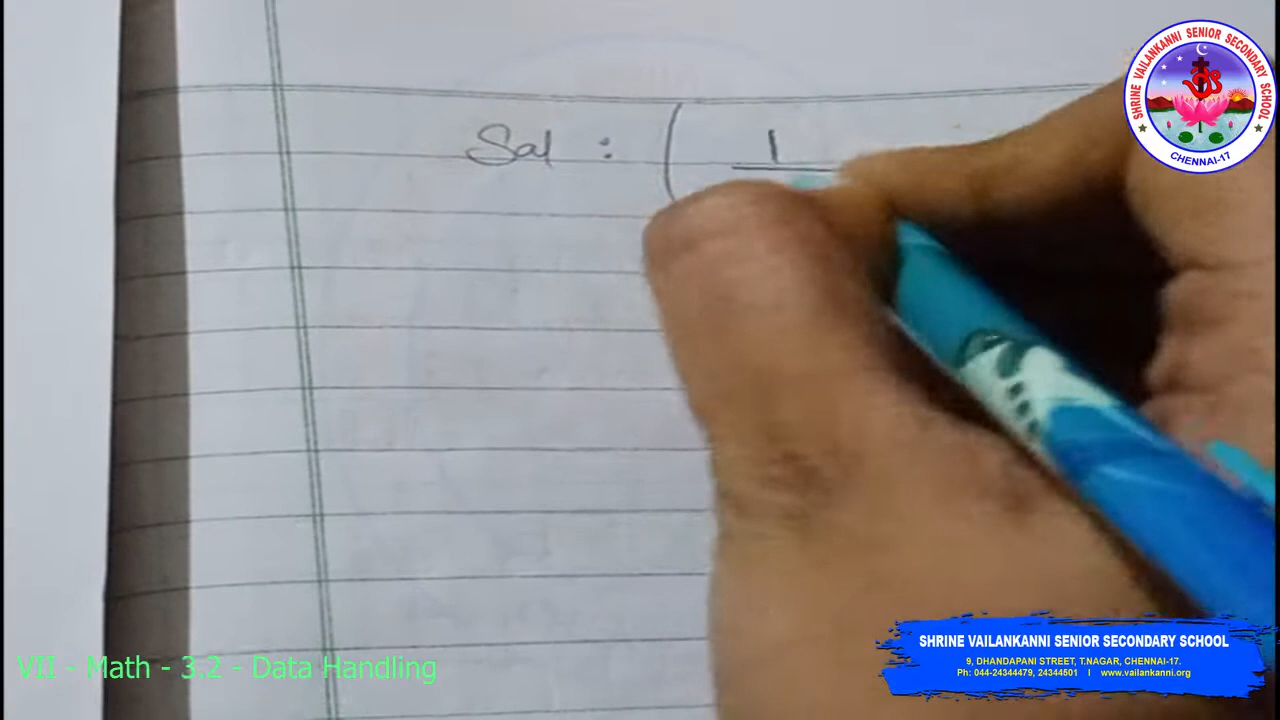 Sol : ( 1
SHRINE VAILANKANNI SENIOR SECONDARY SCHOOL
CHENNAI-17
VII - Math - 3.2 - Data Handling
SHRINE VAILANKANNI SENIOR SECONDARY SCHOOL
9, DHANDAPANI STREET, T.NAGAR, CHENNAI-17.
Ph: 044-24344479, 24344501 I www.vailankanni.org